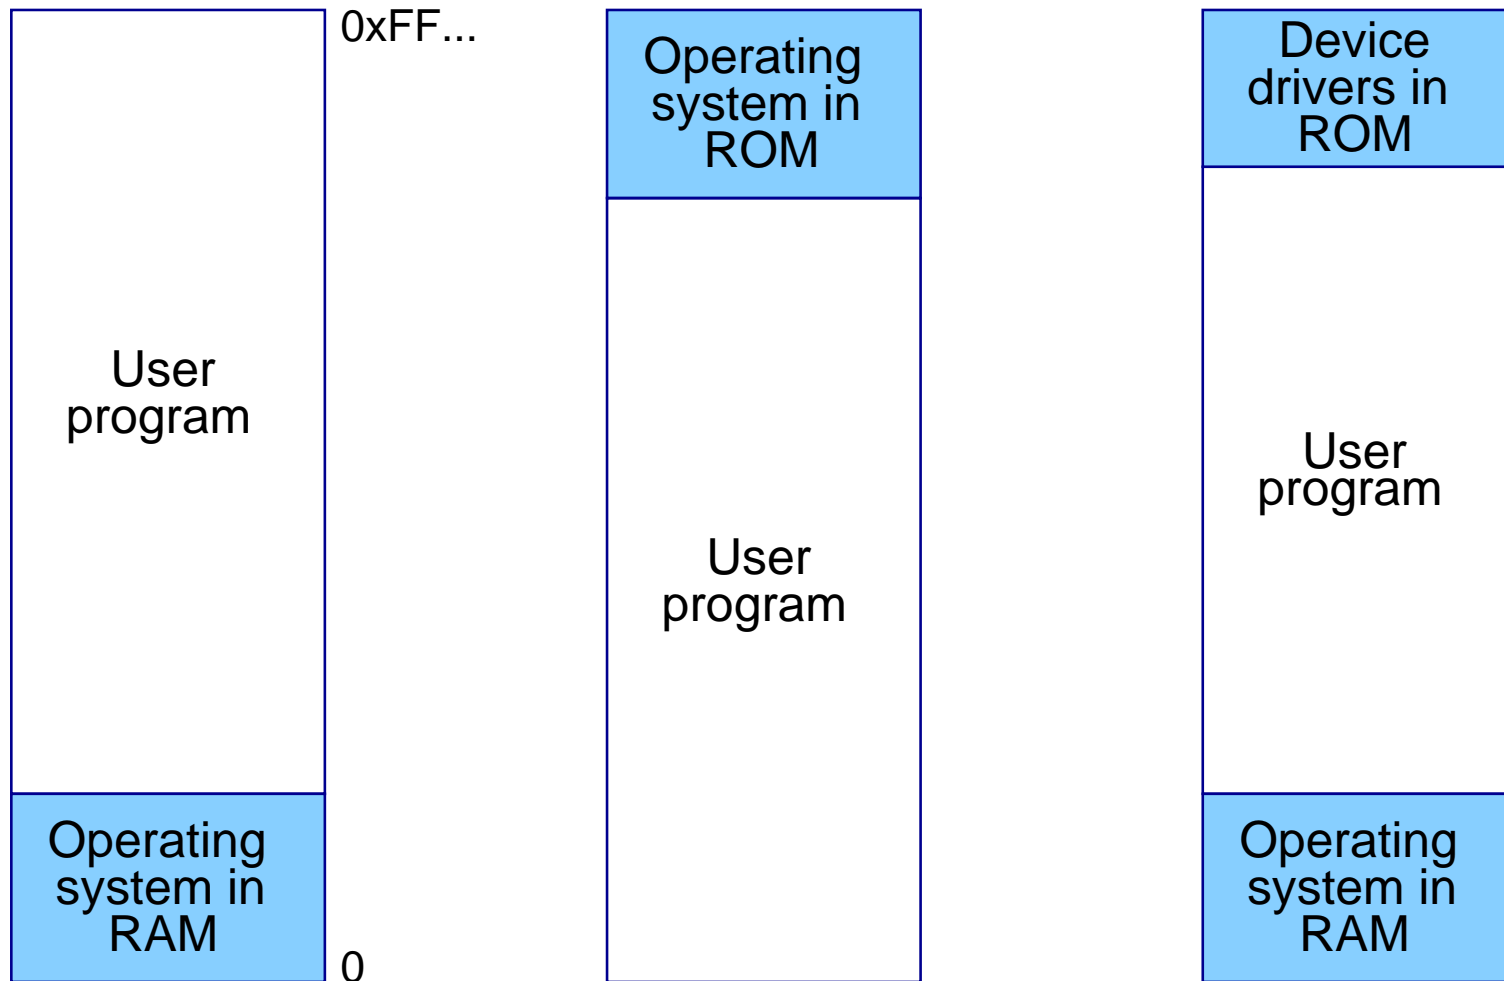 0xFF...
User
program
Operating
system in
RAM
0
Operating
system in
ROM
User
program
Device
drivers in
ROM
User
program
Operating
system in
RAM